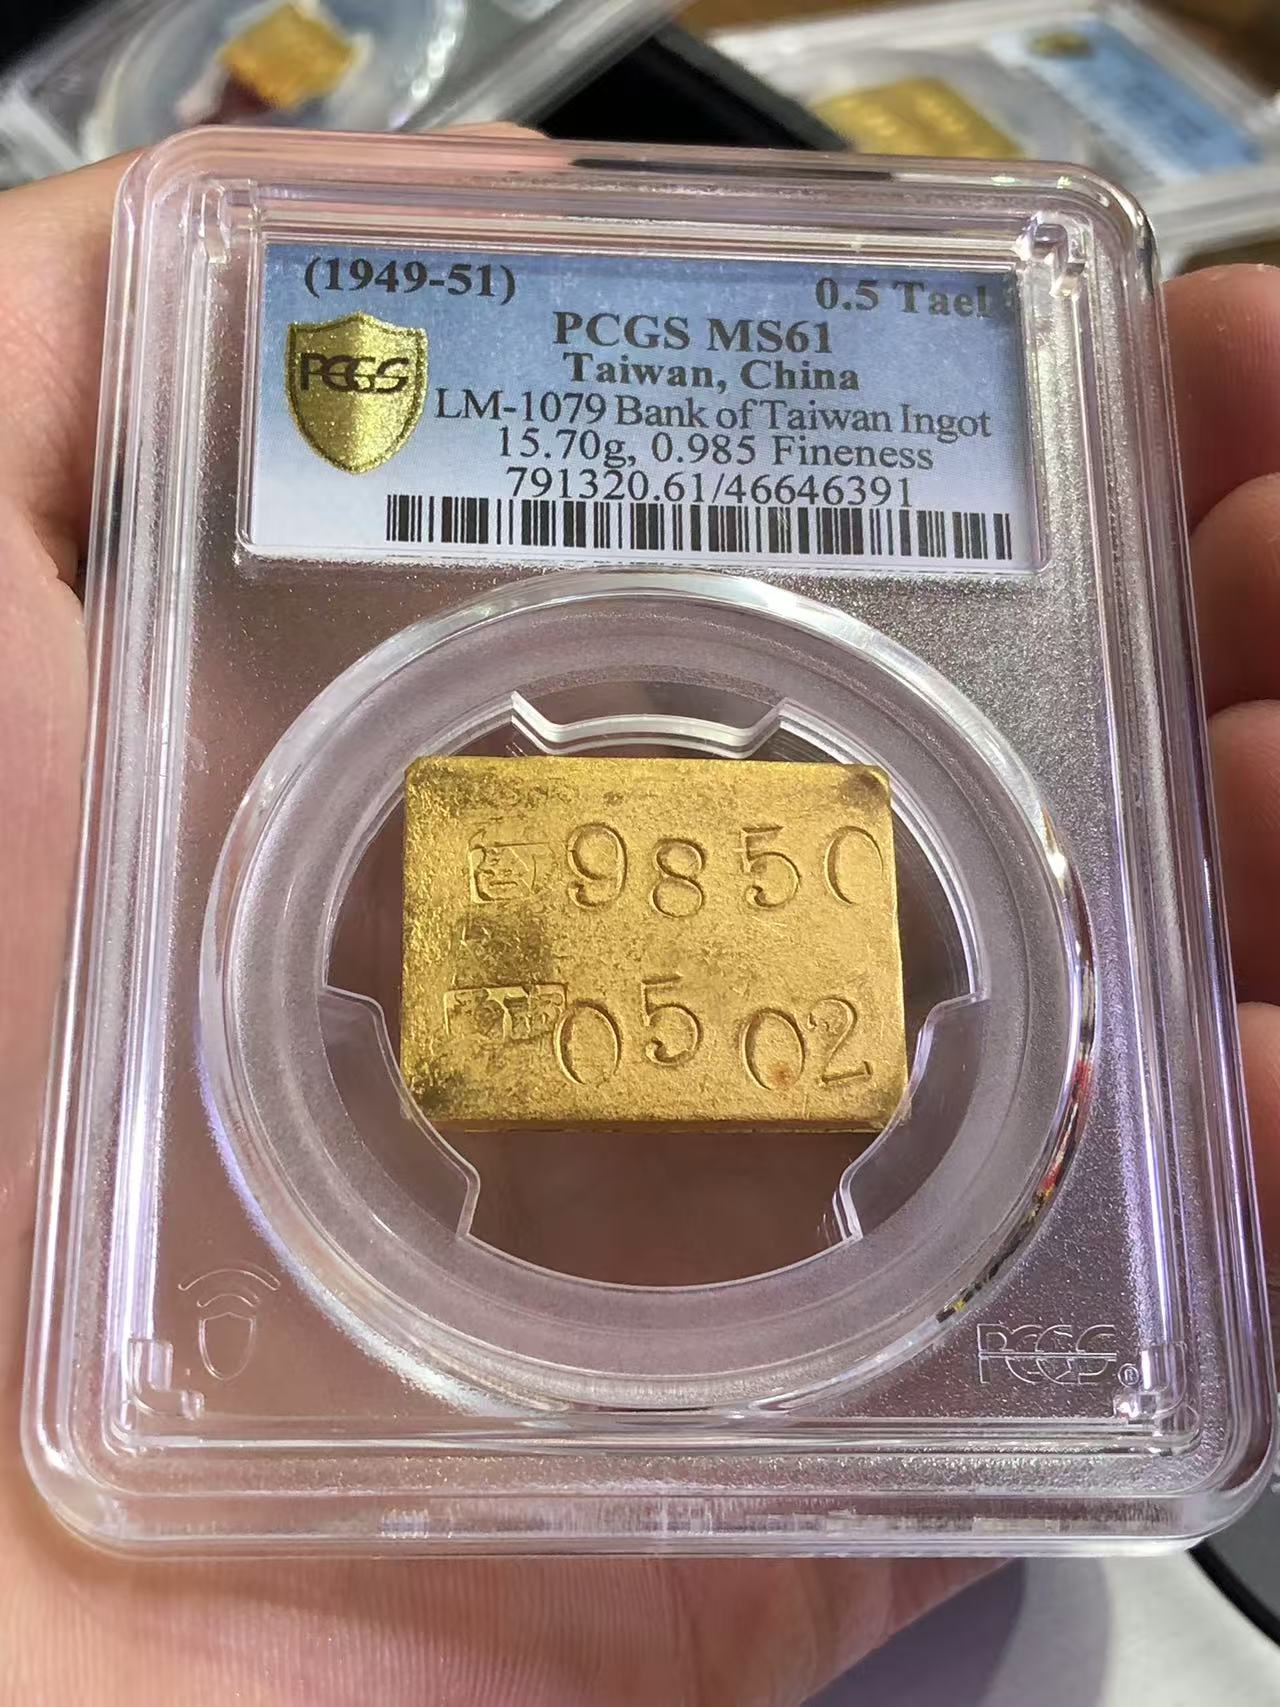 (1949-51) 0.5 Tael
PCGS MS61
PCGS
Taiwan, China
LM-1079 Bank of Taiwan Ingot
15.70g, 0.985 Fineness
791320.61/46646391
9850
0502
PCGS®